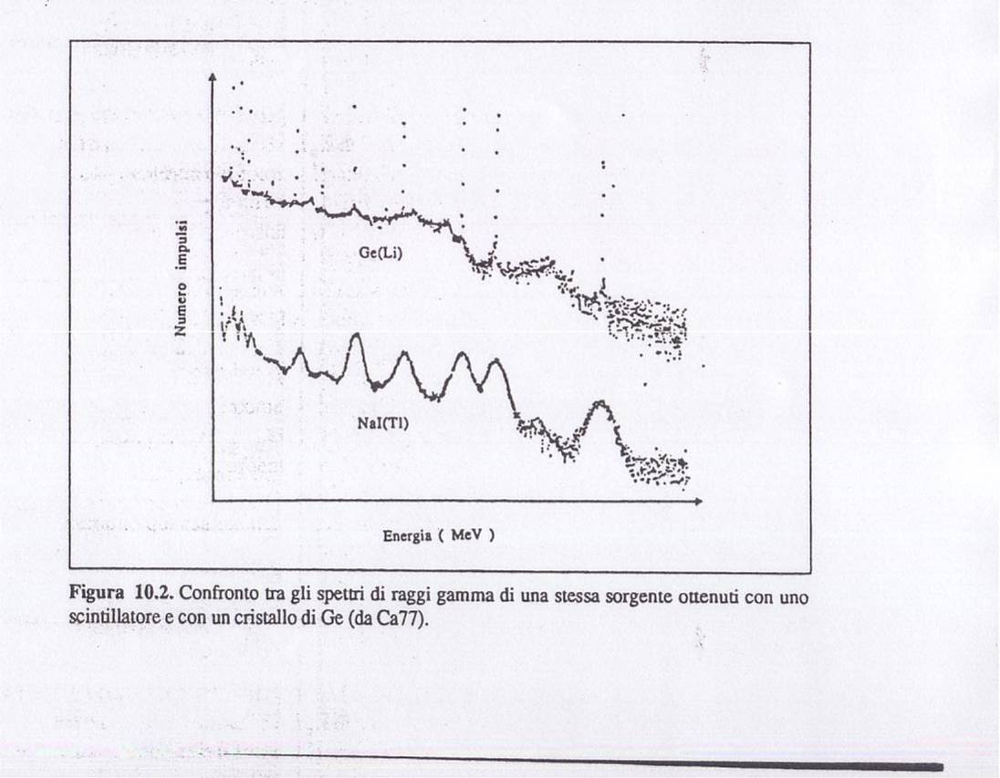 Numero impulsi
Ge(Li)
NaI(Tl)
Energia ( MeV )
Figura 10.2. Confronto tra gli spettri di raggi gamma di una stessa sorgente ottenuti con uno
scintillatore e con un cristallo di Ge (da Ca77).